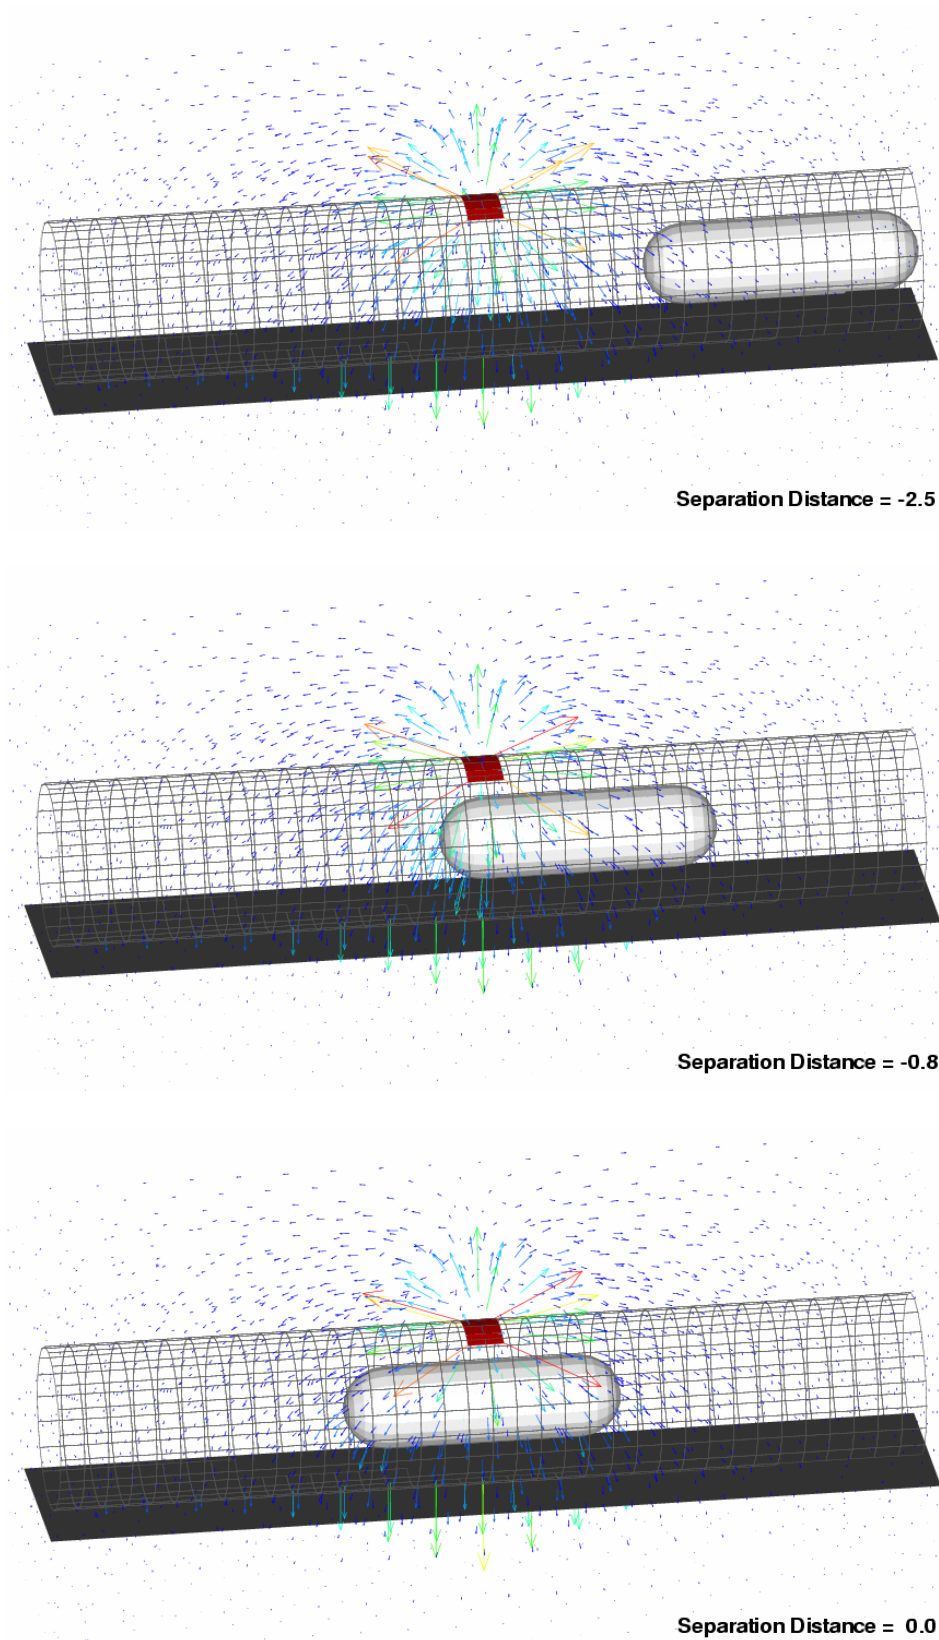 Separation Distance = -2.5
Separation Distance = -0.8
Separation Distance =  0.0